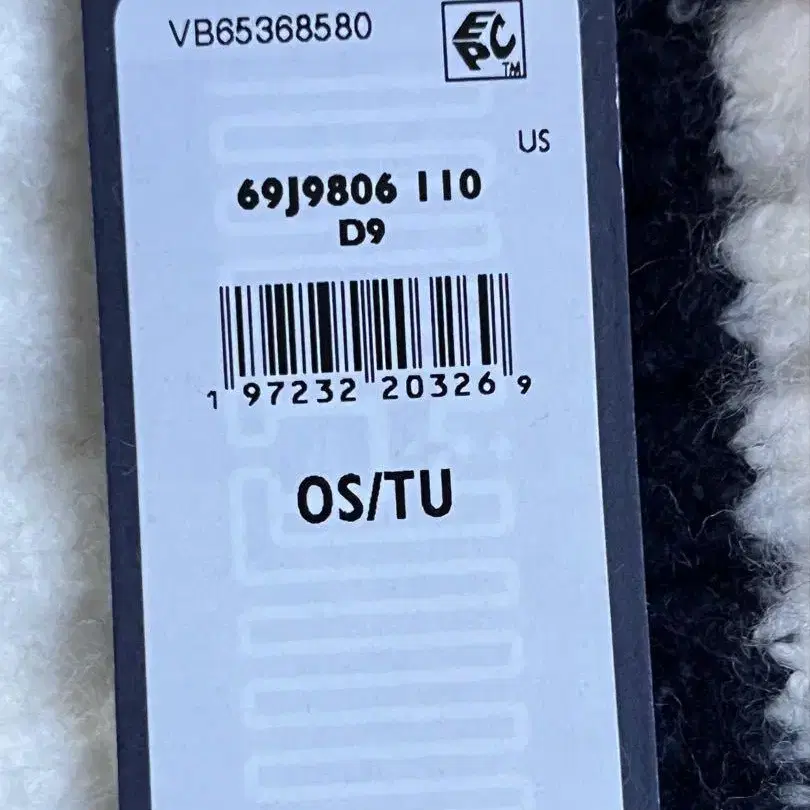 VB65368580
EPC
TM
US
69J9806 110
D9
1 97232 20326 9
OS/TU